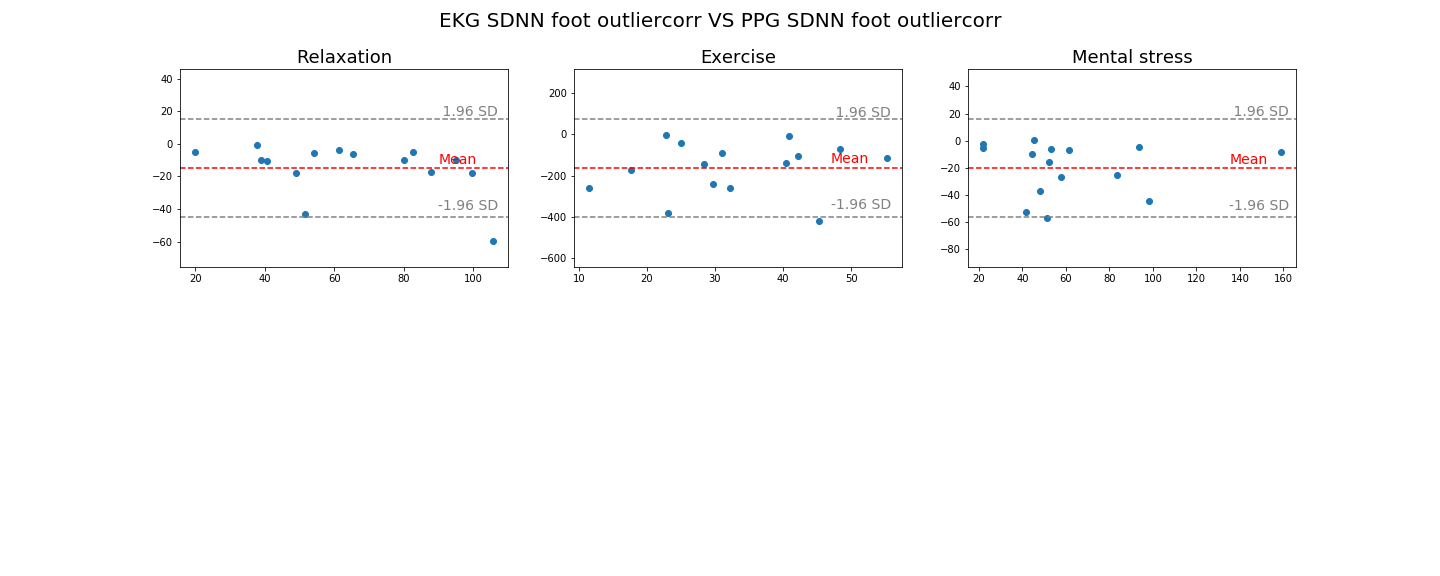 EKG SDNN foot outliercorr VS PPG SDNN foot outliercorr
Relaxation
40
20
0
−20
−40
−60
1.96 SD
Mean
-1.96 SD
20 40 60 80 100
Exercise
200
0
−200
−400
−600
1.96 SD
Mean
-1.96 SD
10 20 30 40 50
Mental stress
40
20
0
−20
−40
−60
−80
1.96 SD
Mean
-1.96 SD
20 40 60 80 100 120 140 160